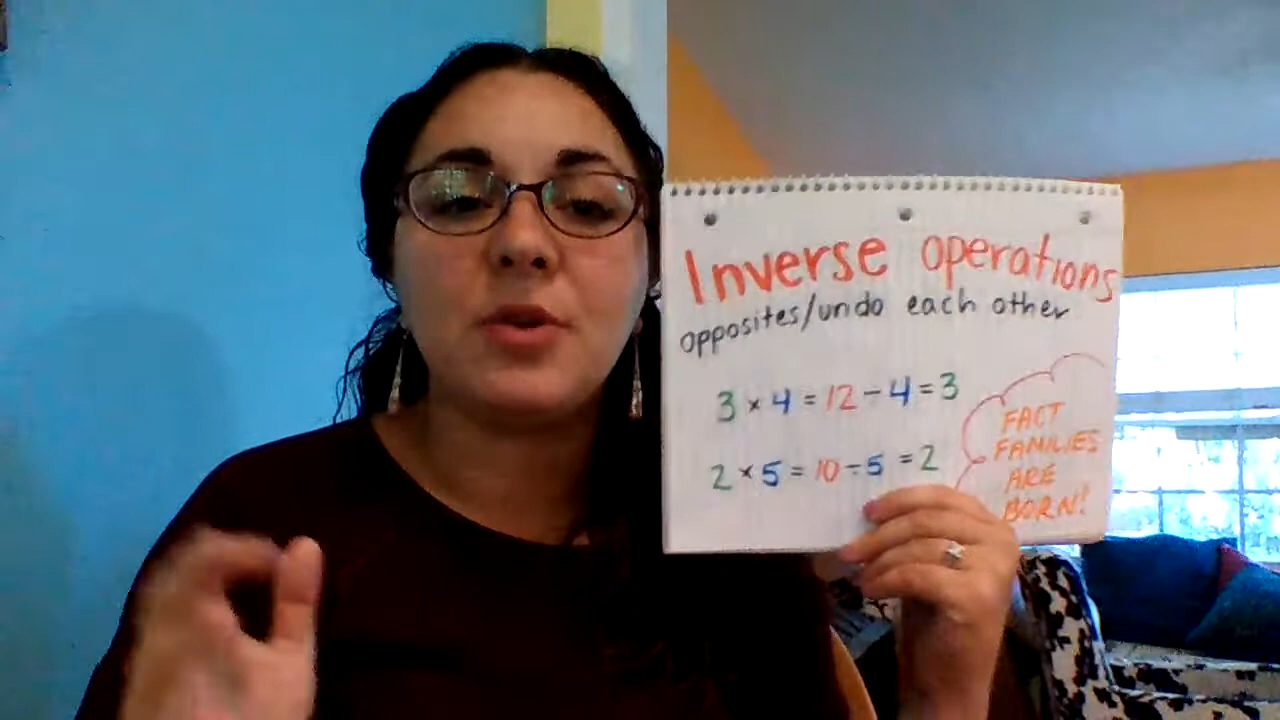 Inverse operations
opposites/undo each other
3 × 4 = 12 − 4 = 3
2 × 5 = 10 ÷ 5 = 2
FACT
FAMILIES
ARE
BORN!